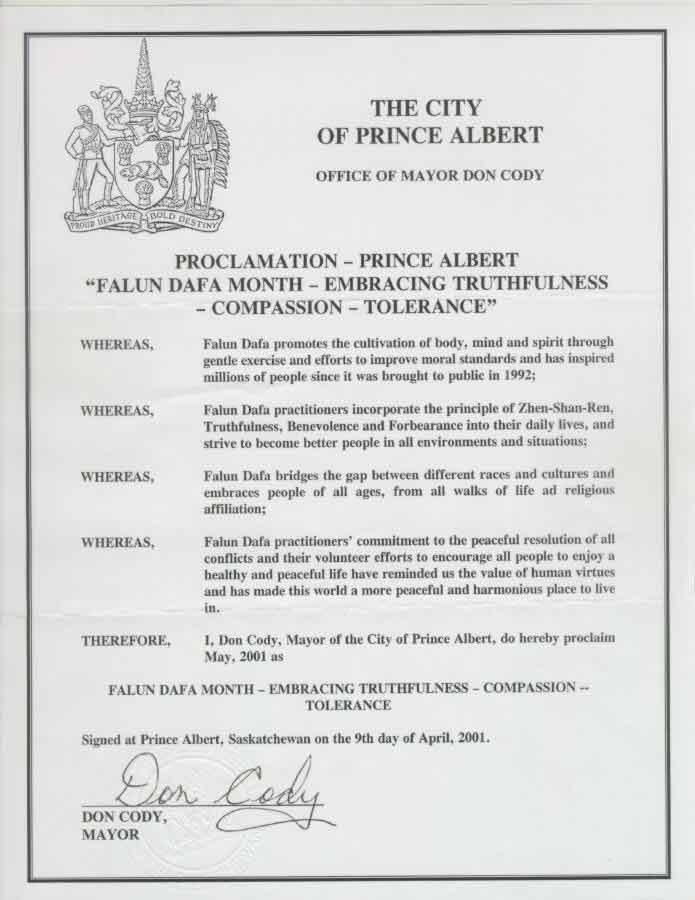 THE CITY
OF PRINCE ALBERT
OFFICE OF MAYOR DON CODY
PROUD HERITAGE BOLD DESTINY
PROCLAMATION – PRINCE ALBERT
“FALUN DAFA MONTH – EMBRACING TRUTHFULNESS
– COMPASSION – TOLERANCE”
WHEREAS, Falun Dafa promotes the cultivation of body, mind and spirit through
gentle exercise and efforts to improve moral standards and has inspired
millions of people since it was brought to public in 1992;
WHEREAS, Falun Dafa practitioners incorporate the principle of Zhen-Shan-Ren,
Truthfulness, Benevolence and Forbearance into their daily lives, and
strive to become better people in all environments and situations;
WHEREAS, Falun Dafa bridges the gap between different races and cultures and
embraces people of all ages, from all walks of life ad religious
affiliation;
WHEREAS, Falun Dafa practitioners’ commitment to the peaceful resolution of all
conflicts and their volunteer efforts to encourage all people to enjoy a
healthy and peaceful life have reminded us the value of human virtues
and has made this world a more peaceful and harmonious place to live
in.
THEREFORE, I, Don Cody, Mayor of the City of Prince Albert, do hereby proclaim
May, 2001 as
FALUN DAFA MONTH – EMBRACING TRUTHFULNESS – COMPASSION --
TOLERANCE
Signed at Prince Albert, Saskatchewan on the 9th day of April, 2001.
Don Cody
DON CODY,
MAYOR